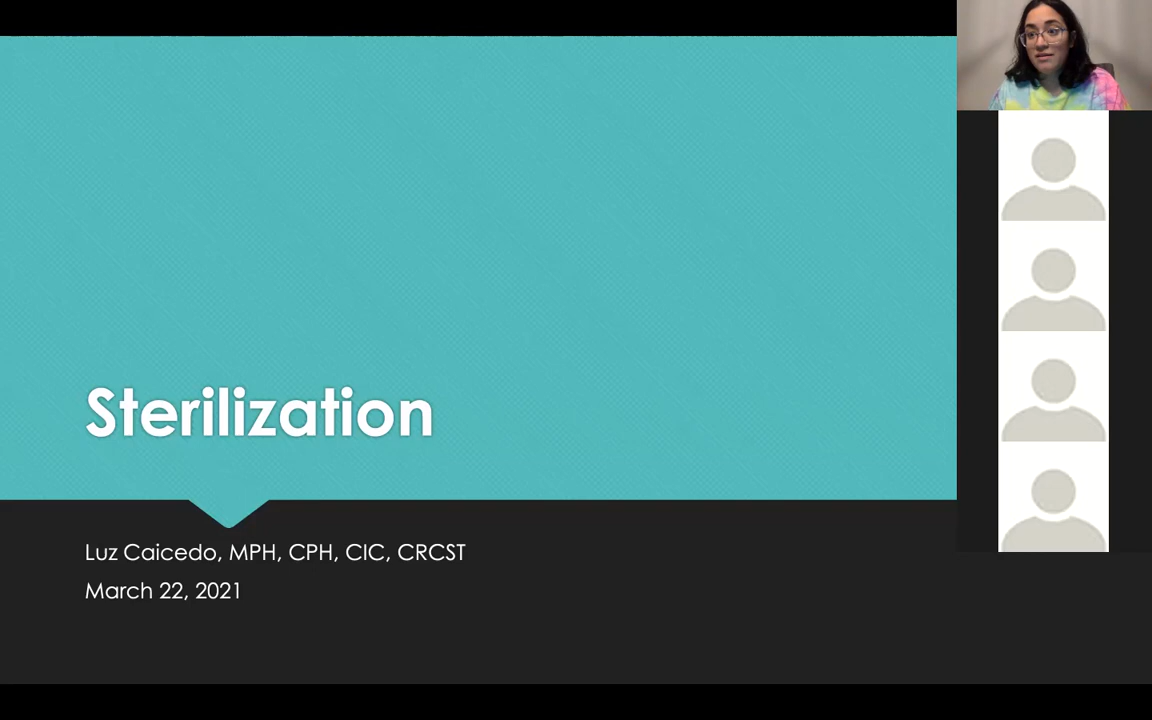 Sterilization
Luz Caicedo, MPH, CPH, CIC, CRCST
March 22, 2021